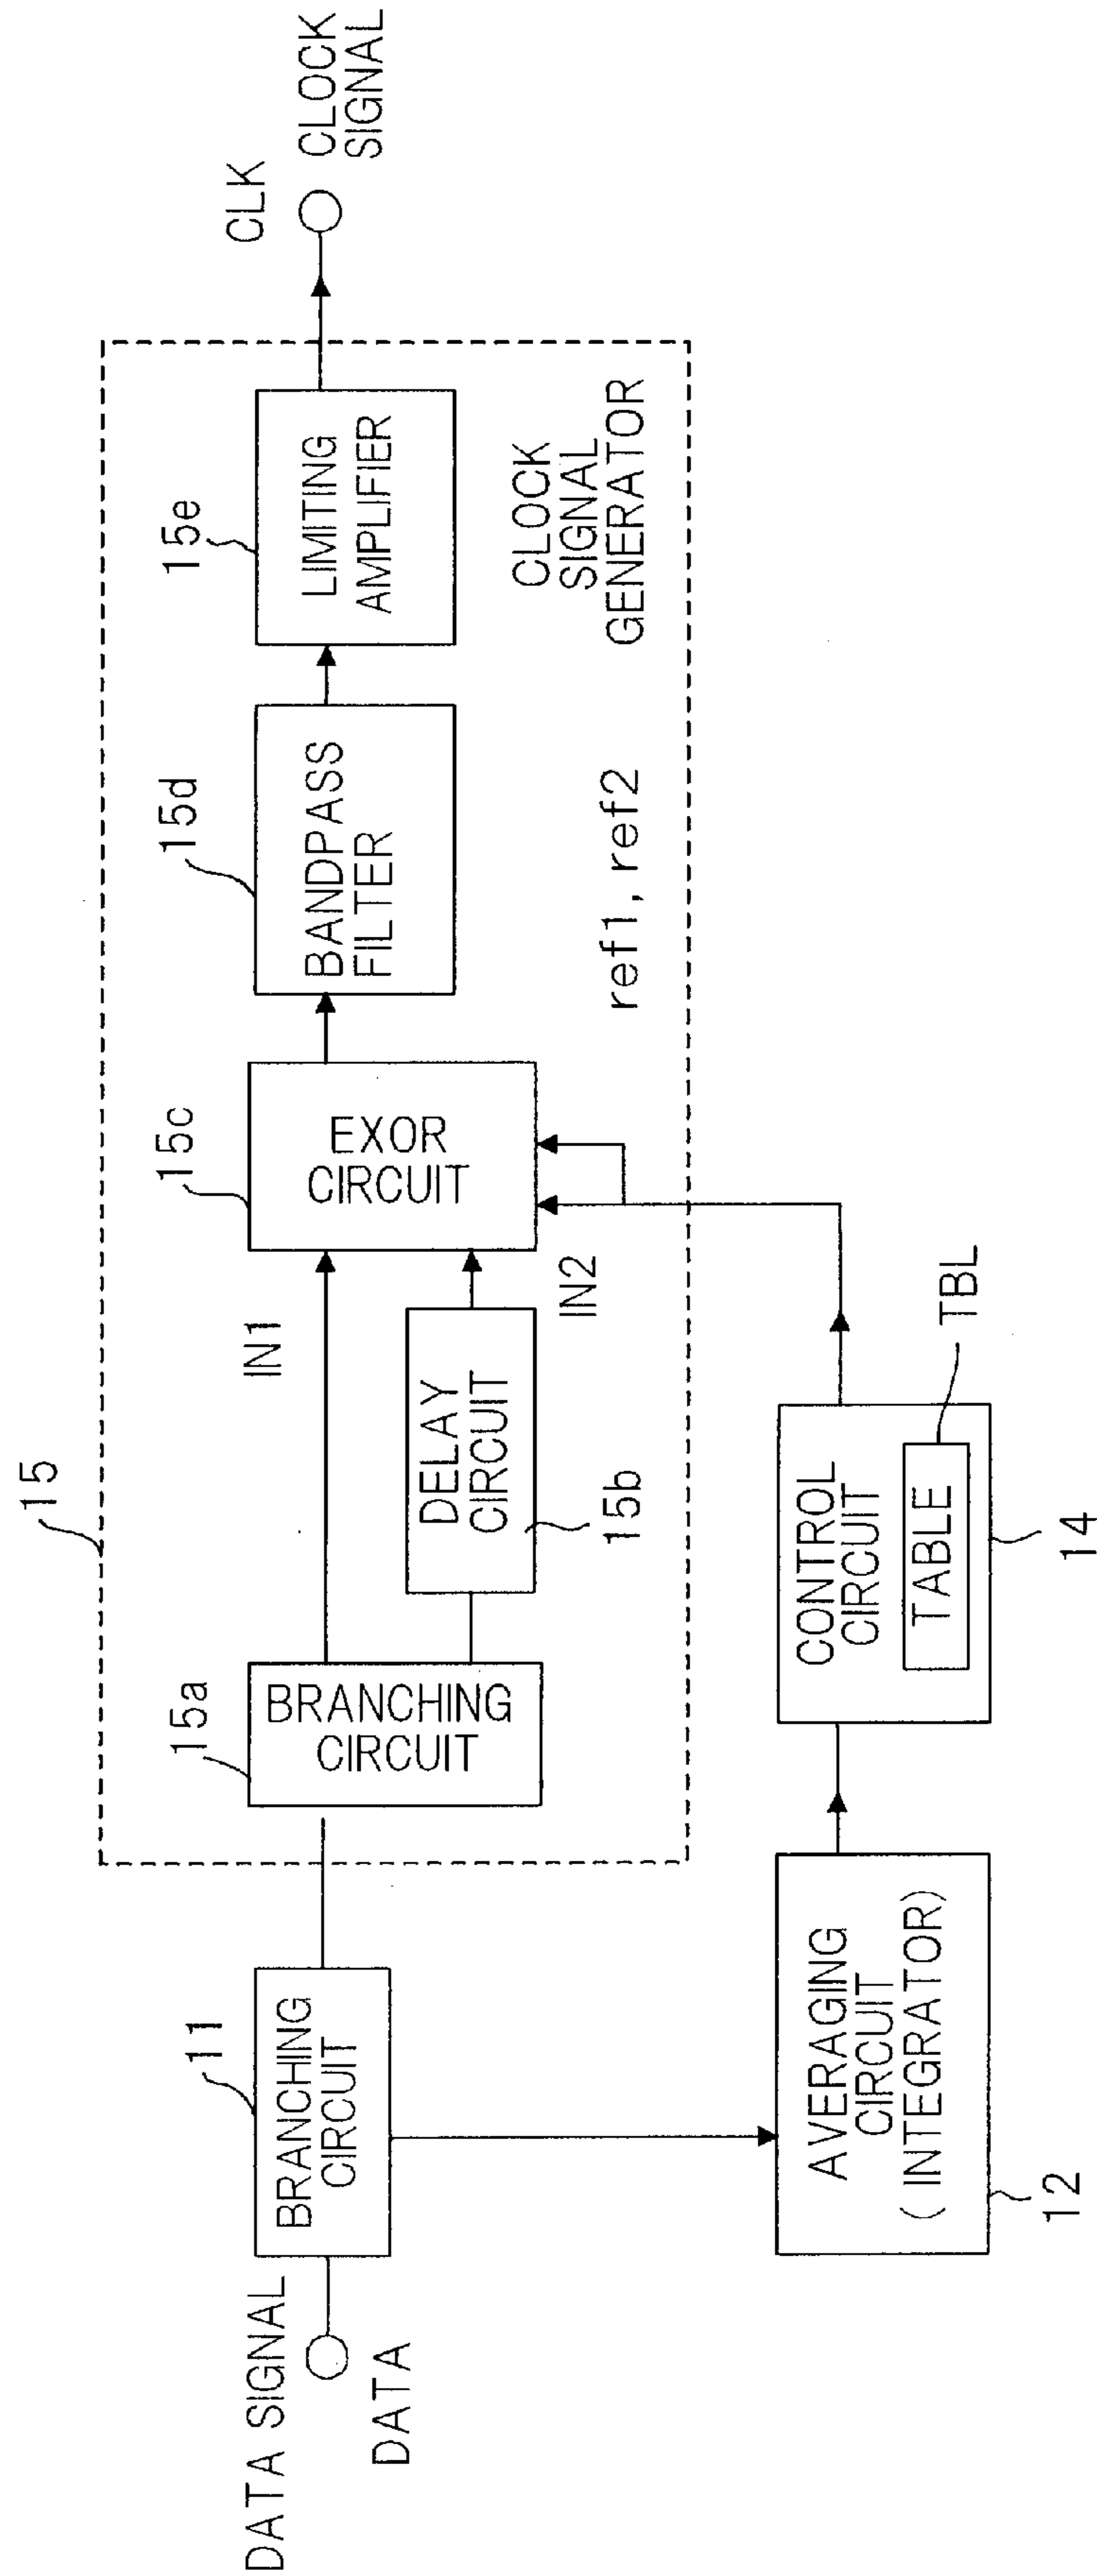 DATA SIGNAL
DATA
11
BRANCHING
CIRCUIT
15
15a
BRANCHING
CIRCUIT
IN1
DELAY
CIRCUIT
15b
IN2
15c
EXOR
CIRCUIT
15d
BANDPASS
FILTER
15e
LIMITING
AMPLIFIER
ref1, ref2
CLOCK
SIGNAL
GENERATOR
CLK
CLOCK
SIGNAL
AVERAGING
CIRCUIT
( INTEGRATOR)
12
CONTROL
CIRCUIT
TABLE
14
TBL